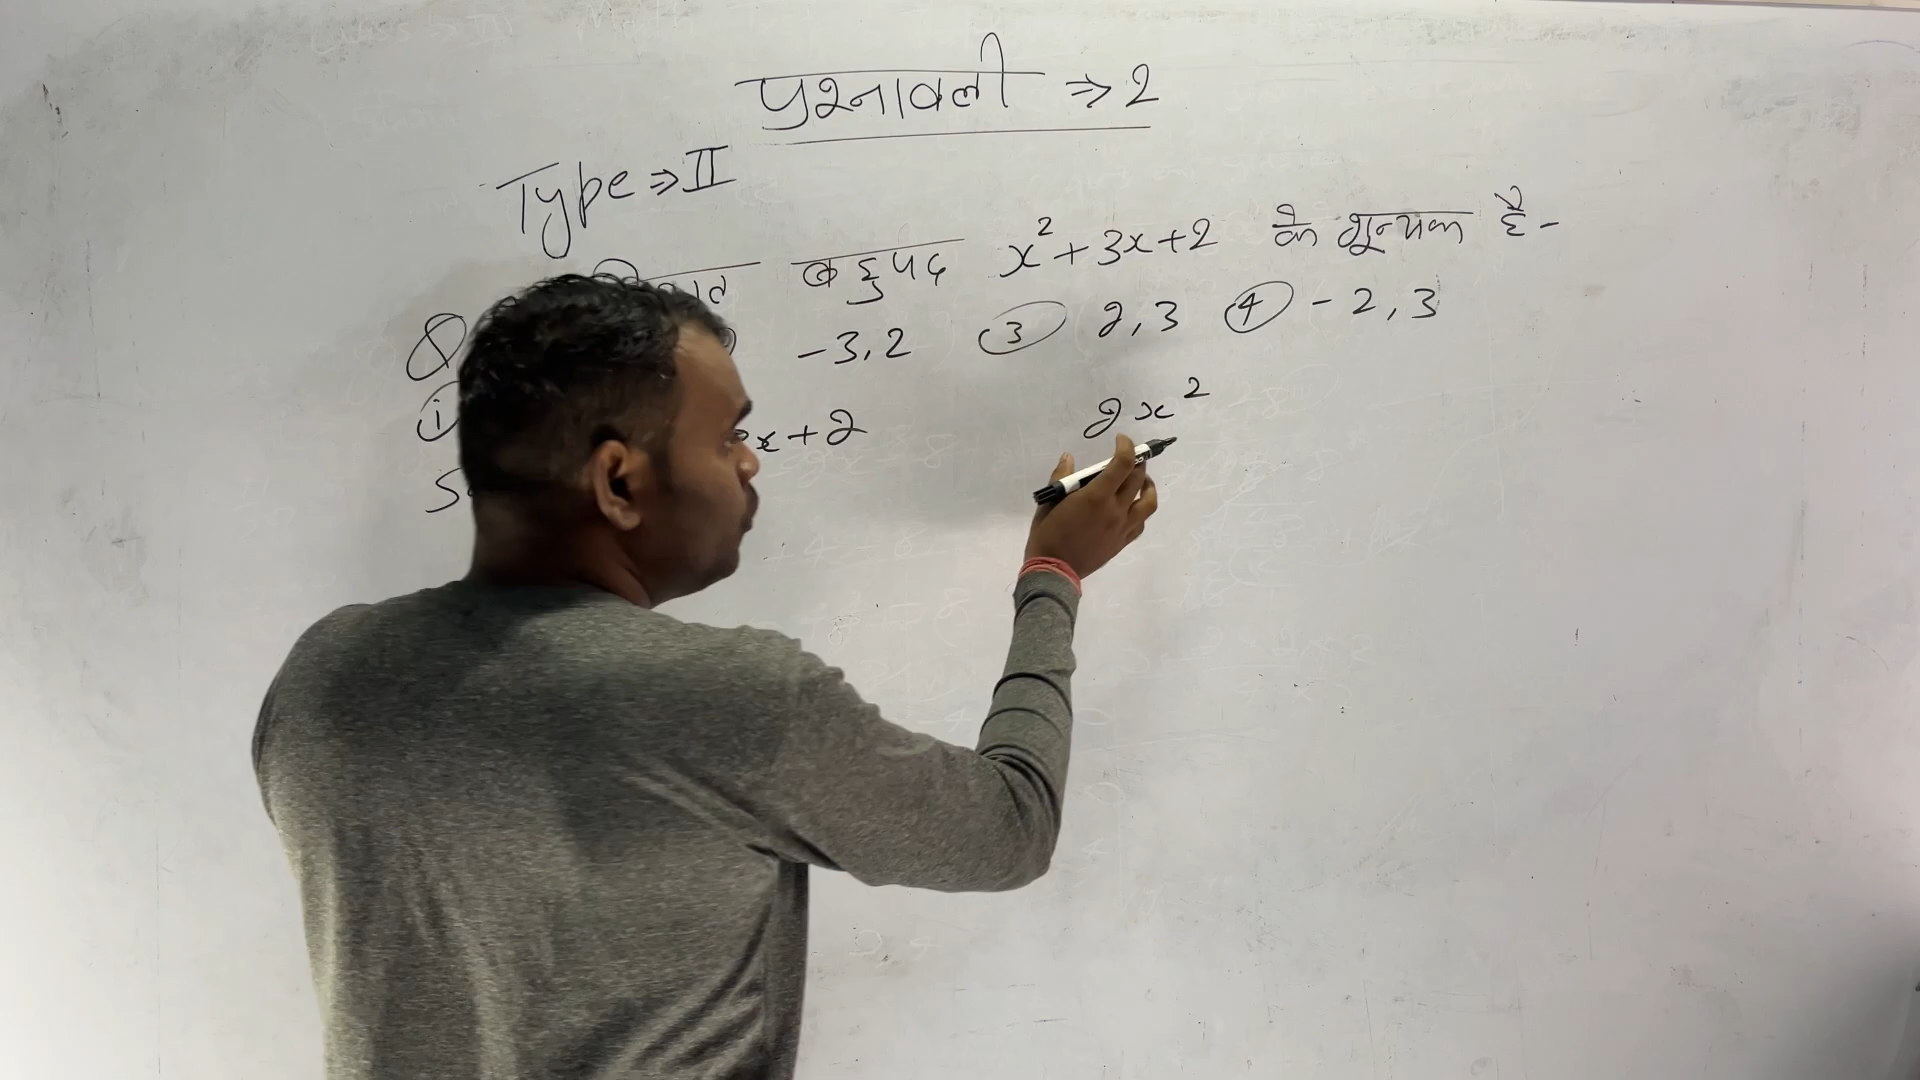 प्रश्नावली ⇒ 2
Type ⇒ II
बहुपद x² + 3x + 2 के शून्यक है -
-3, 2 (3) 2, 3 (4) - 2, 3
(i)
x + 2 2x²